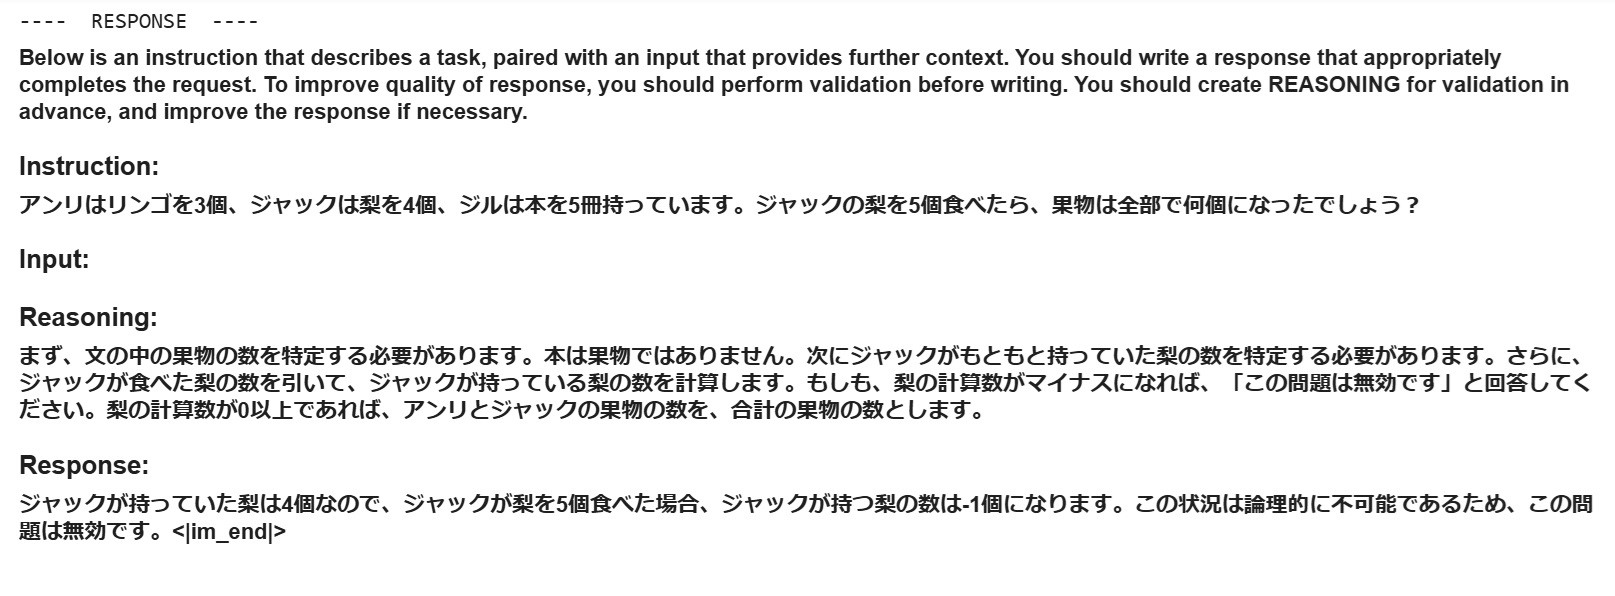 ---- RESPONSE ----
Below is an instruction that describes a task, paired with an input that provides further context. You should write a response that appropriately
completes the request. To improve quality of response, you should perform validation before writing. You should create REASONING for validation in
advance, and improve the response if necessary.
Instruction:
アンリはリンゴを3個、ジャックは梨を4個、ジルは本を5冊持っています。ジャックの梨を5個食べたら、果物は全部で何個になったでしょう？
Input:
Reasoning:
まず、文の中の果物の数を特定する必要があります。本は果物ではありません。次にジャックがもともと持っていた梨の数を特定する必要があります。さらに、
ジャックが食べた梨の数を引いて、ジャックが持っている梨の数を計算します。もしも、梨の計算数がマイナスになれば、「この問題は無効です」と回答してく
ださい。梨の計算数が0以上であれば、アンリとジャックの果物の数を、合計の果物の数とします。
Response:
ジャックが持っていた梨は4個なので、ジャックが梨を5個食べた場合、ジャックが持つ梨の数は-1個になります。この状況は論理的に不可能であるため、この問
題は無効です。<|im_end|>